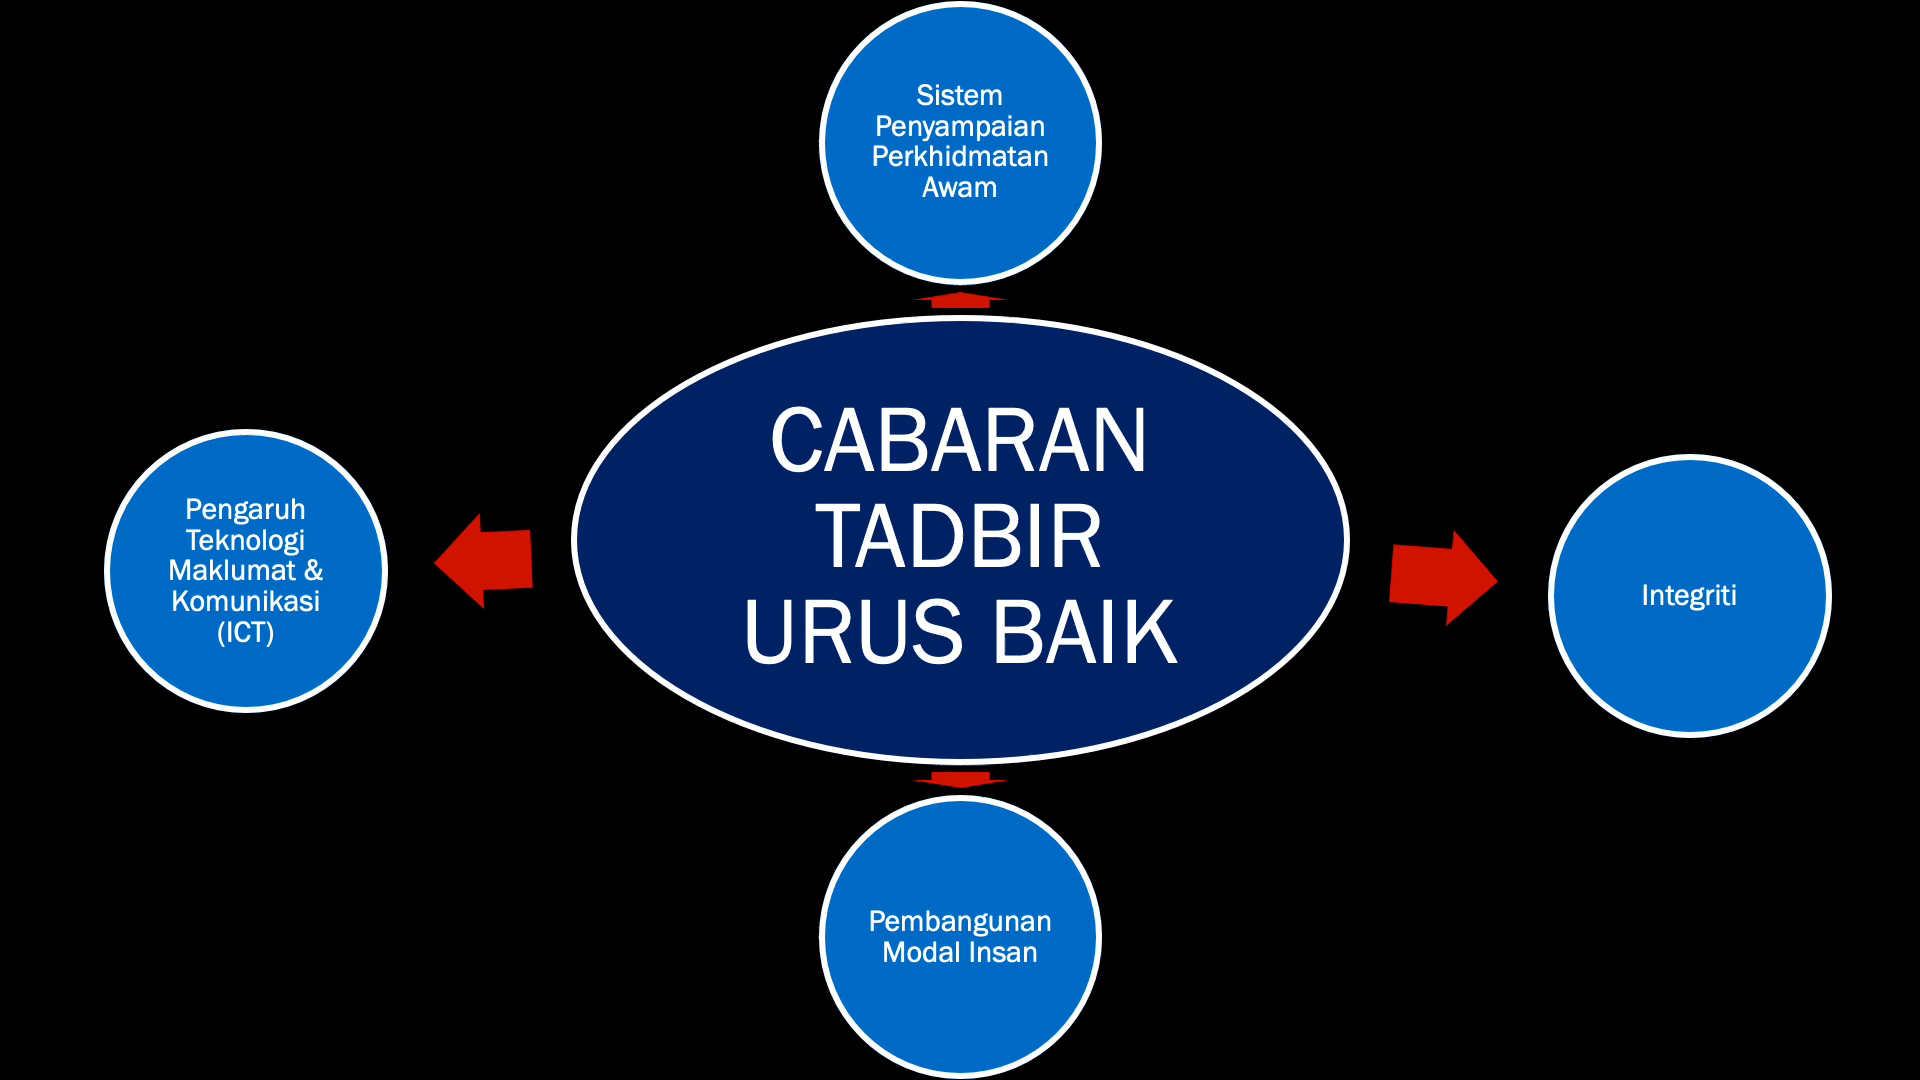 Sistem
Penyampaian
Perkhidmatan
Awam
CABARAN
TADBIR
URUS BAIK
Pengaruh
Teknologi
Maklumat &
Komunikasi
(ICT)
Integriti
Pembangunan
Modal Insan